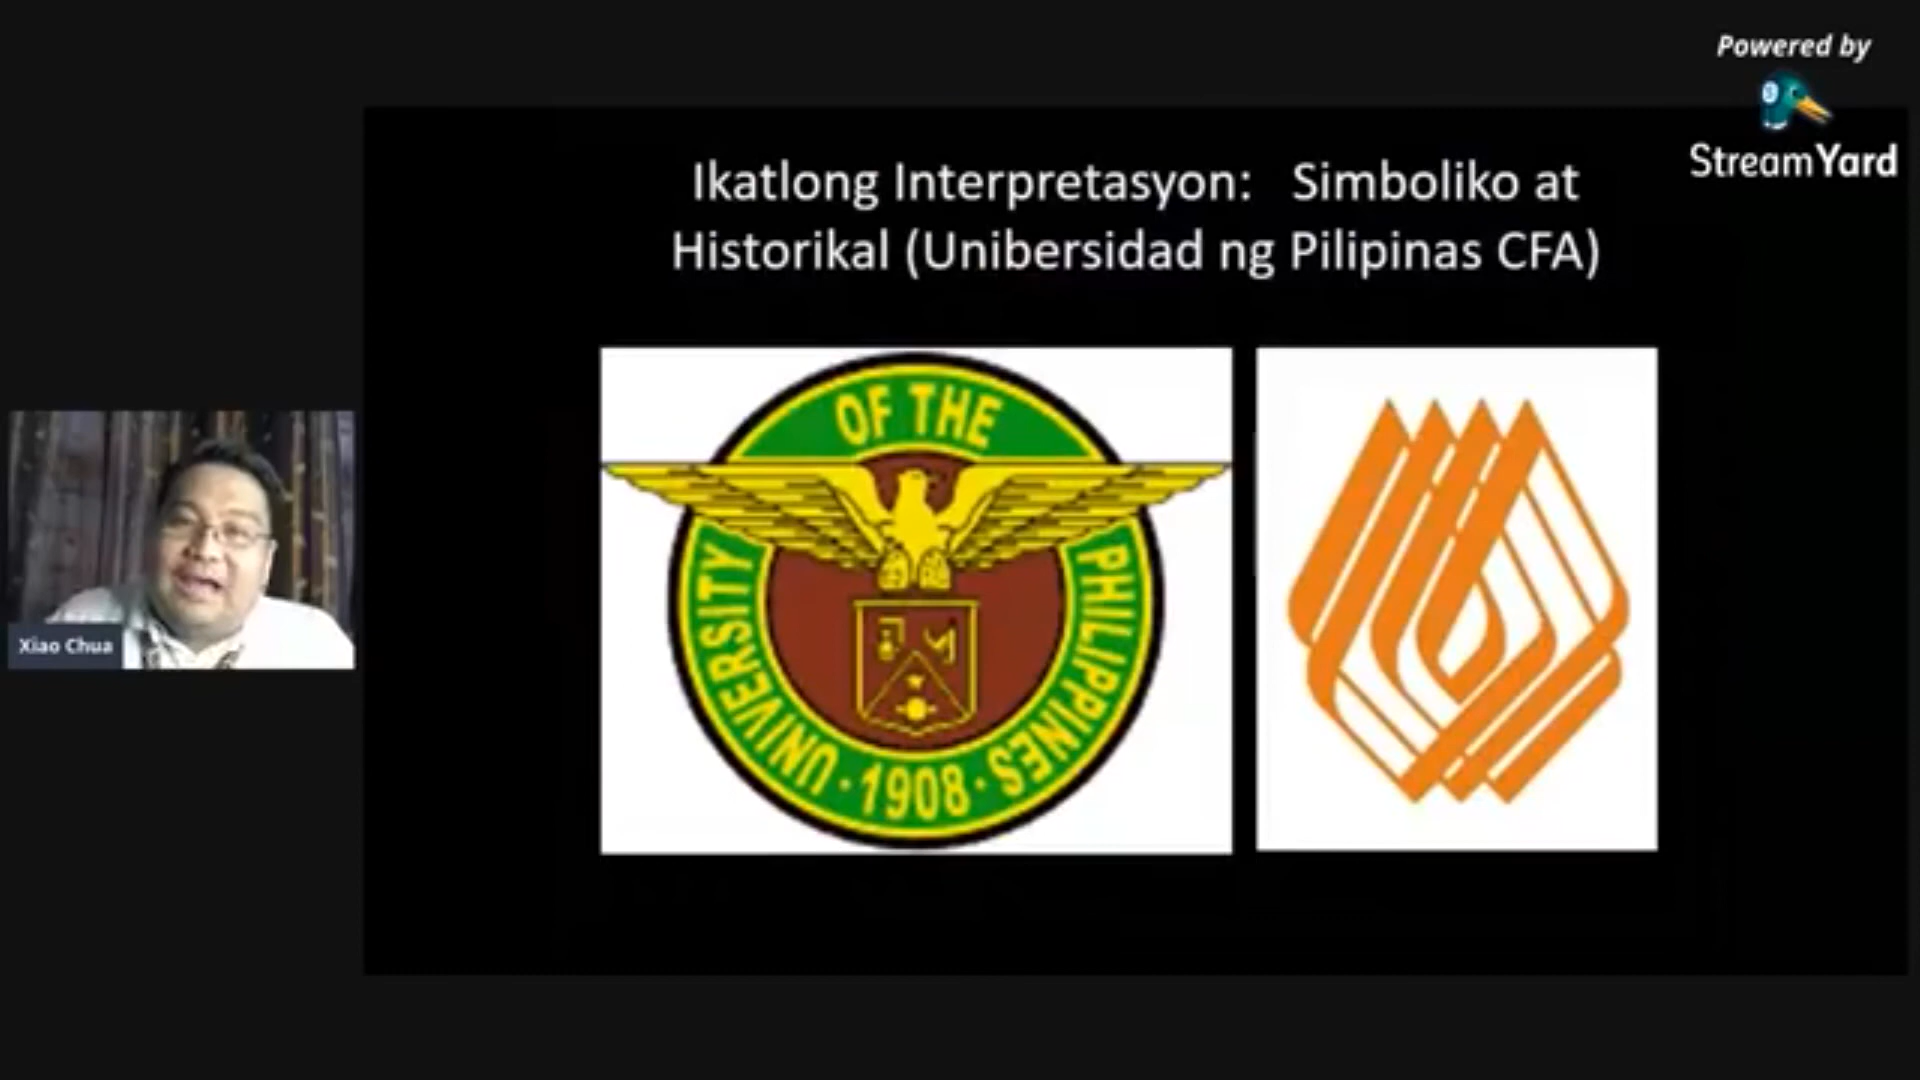 Powered by
StreamYard
Ikatlong Interpretasyon: Simboliko at
Historikal (Unibersidad ng Pilipinas CFA)
OF THE
UNIVERSITY
PHILIPPINES
· 1908 ·
Xiao Chua